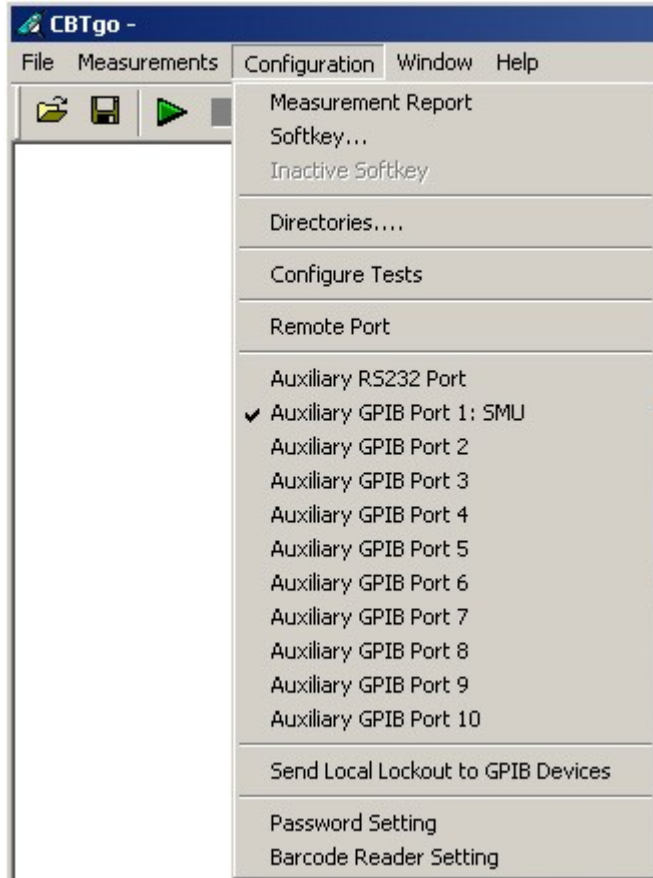 CBTgo -
File Measurements Configuration Window Help
Measurement Report
Softkey...
Inactive Softkey
Directories....
Configure Tests
Remote Port
Auxiliary RS232 Port
Auxiliary GPIB Port 1: SMU
Auxiliary GPIB Port 2
Auxiliary GPIB Port 3
Auxiliary GPIB Port 4
Auxiliary GPIB Port 5
Auxiliary GPIB Port 6
Auxiliary GPIB Port 7
Auxiliary GPIB Port 8
Auxiliary GPIB Port 9
Auxiliary GPIB Port 10
Send Local Lockout to GPIB Devices
Password Setting
Barcode Reader Setting